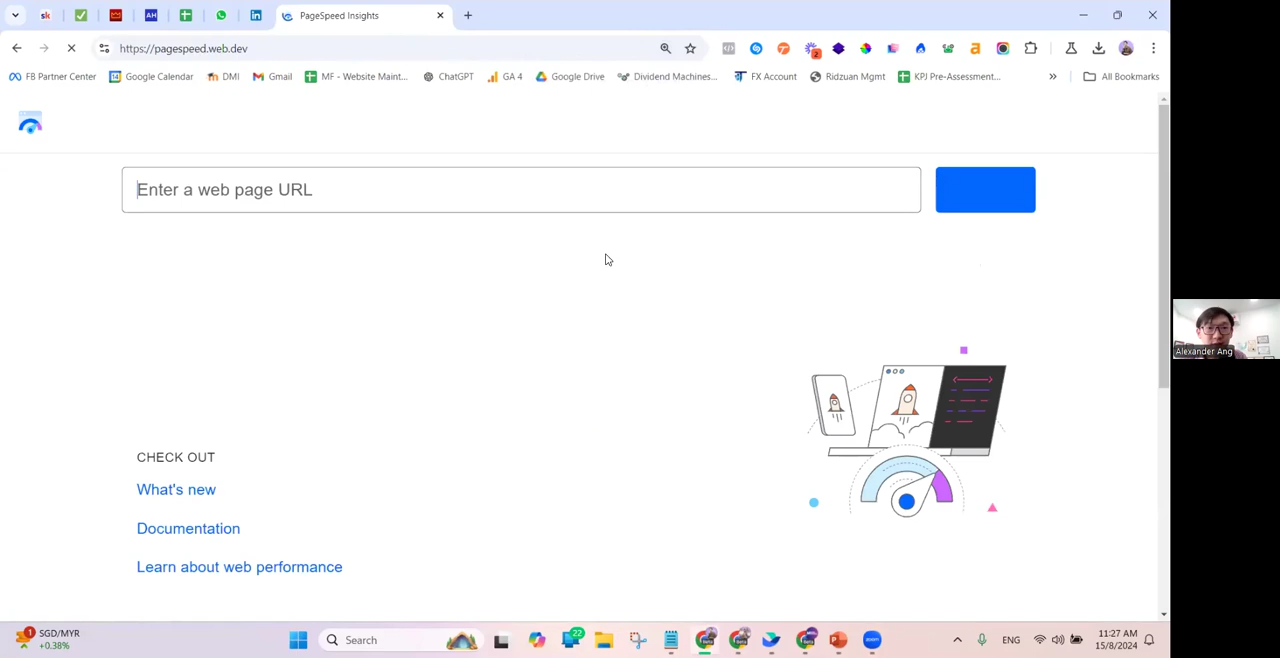 PageSpeed Insights
https://pagespeed.web.dev
2
FB Partner Center
Google Calendar
DMI
Gmail
MF - Website Maint...
ChatGPT
GA 4
Google Drive
Dividend Machines...
FX Account
Ridzuan Mgmt
KPJ Pre-Assessment...
All Bookmarks
Enter a web page URL
Alexander Ang
CHECK OUT
What's new
Documentation
Learn about web performance
1
SGD/MYR
+0.38%
Search
22
ENG
11:27 AM
15/8/2024